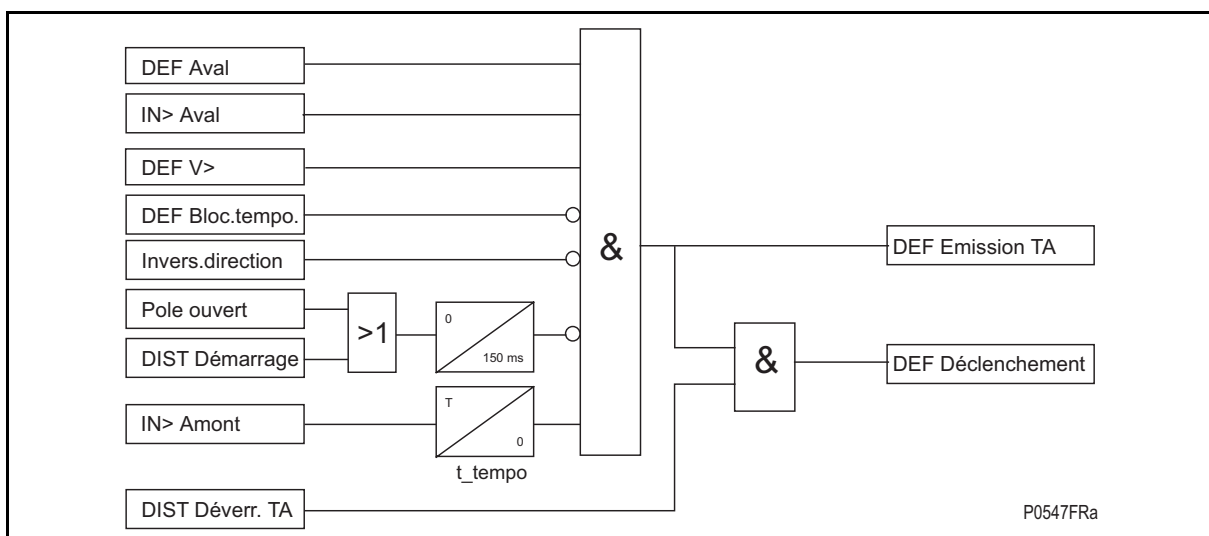 DEF Aval
IN> Aval
DEF V>
DEF Bloc.tempo.
Invers.direction
Pole ouvert
DIST Démarrage
>1
0
150 ms
IN> Amont
T
0
t_tempo
DIST Déverr. TA
&
&
DEF Emission TA
DEF Déclenchement
P0547FRa